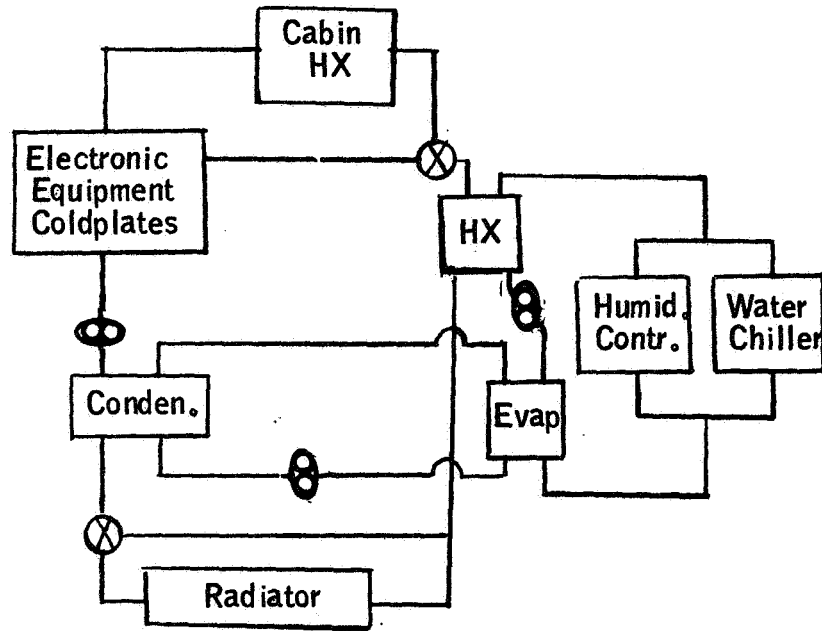 Cabin
HX
Electronic
Equipment
Coldplates
HX
Humid.
Contr.
Water
Chiller
Conden.
Evap
Radiator